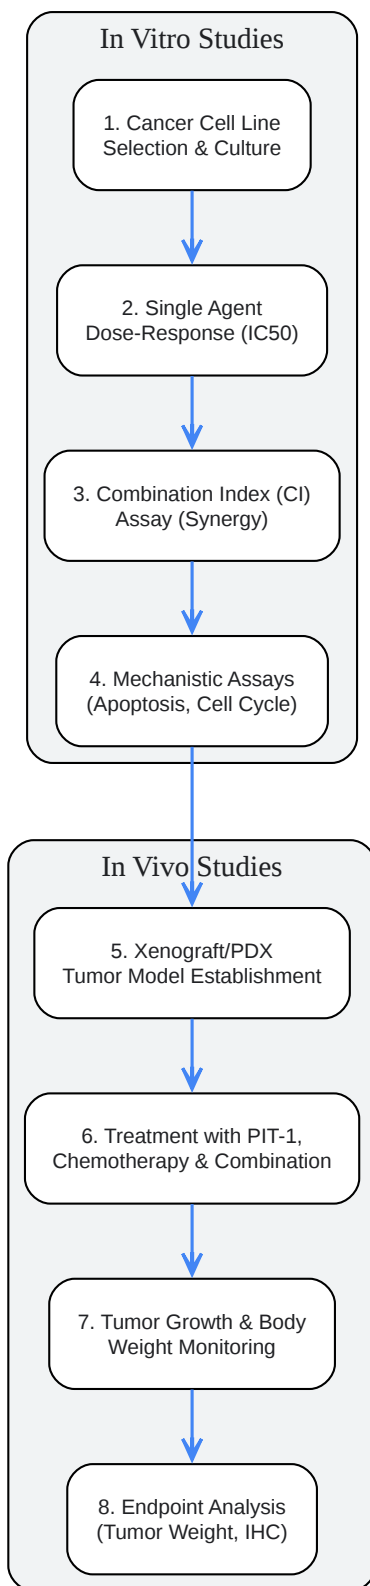 In Vitro Studies
1. Cancer Cell Line
Selection & Culture
2. Single Agent
Dose-Response (IC50)
3. Combination Index (CI)
Assay (Synergy)
4. Mechanistic Assays
(Apoptosis, Cell Cycle)
In Vivo Studies
5. Xenograft/PDX
Tumor Model Establishment
6. Treatment with PIT-1,
Chemotherapy & Combination
7. Tumor Growth & Body
Weight Monitoring
8. Endpoint Analysis
(Tumor Weight, IHC)